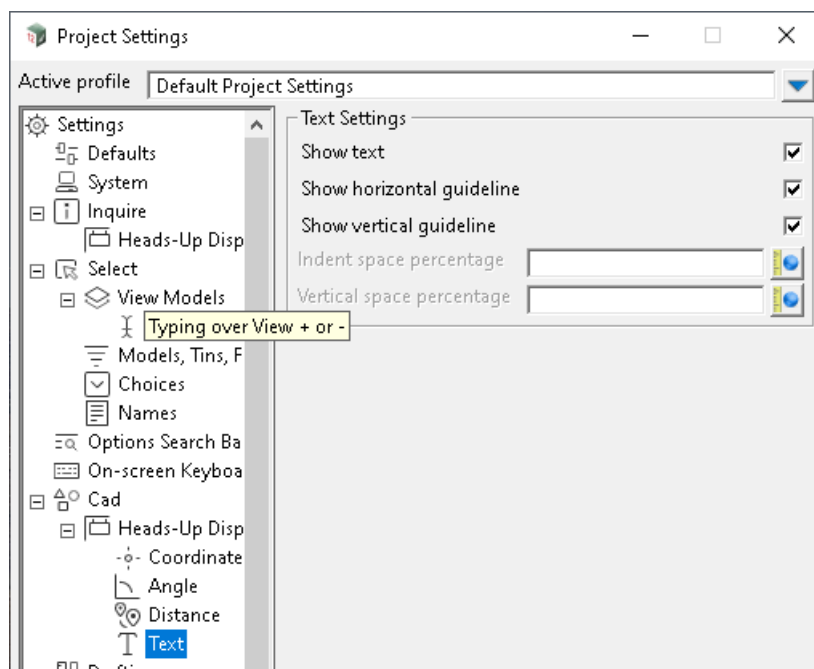 Project Settings
Active profile
Default Project Settings
Settings
Defaults
System
Inquire
Heads-Up Disp
Select
View Models
Typing over View + or -
Models, Tins, F
Choices
Names
Options Search Ba
On-screen Keyboa
Cad
Heads-Up Disp
Coordinate
Angle
Distance
Text
Text Settings
Show text
Show horizontal guideline
Show vertical guideline
Indent space percentage
Vertical space percentage